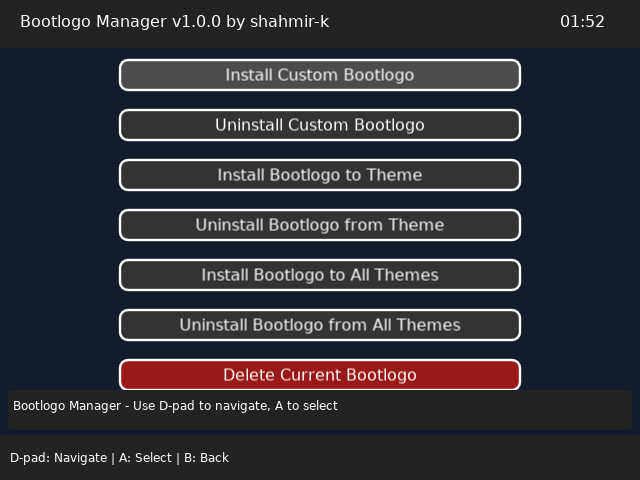 Bootlogo Manager v1.0.0 by shahmir-k 01:52
Install Custom Bootlogo
Uninstall Custom Bootlogo
Install Bootlogo to Theme
Uninstall Bootlogo from Theme
Install Bootlogo to All Themes
Uninstall Bootlogo from All Themes
Delete Current Bootlogo
Bootlogo Manager - Use D-pad to navigate, A to select
D-pad: Navigate | A: Select | B: Back